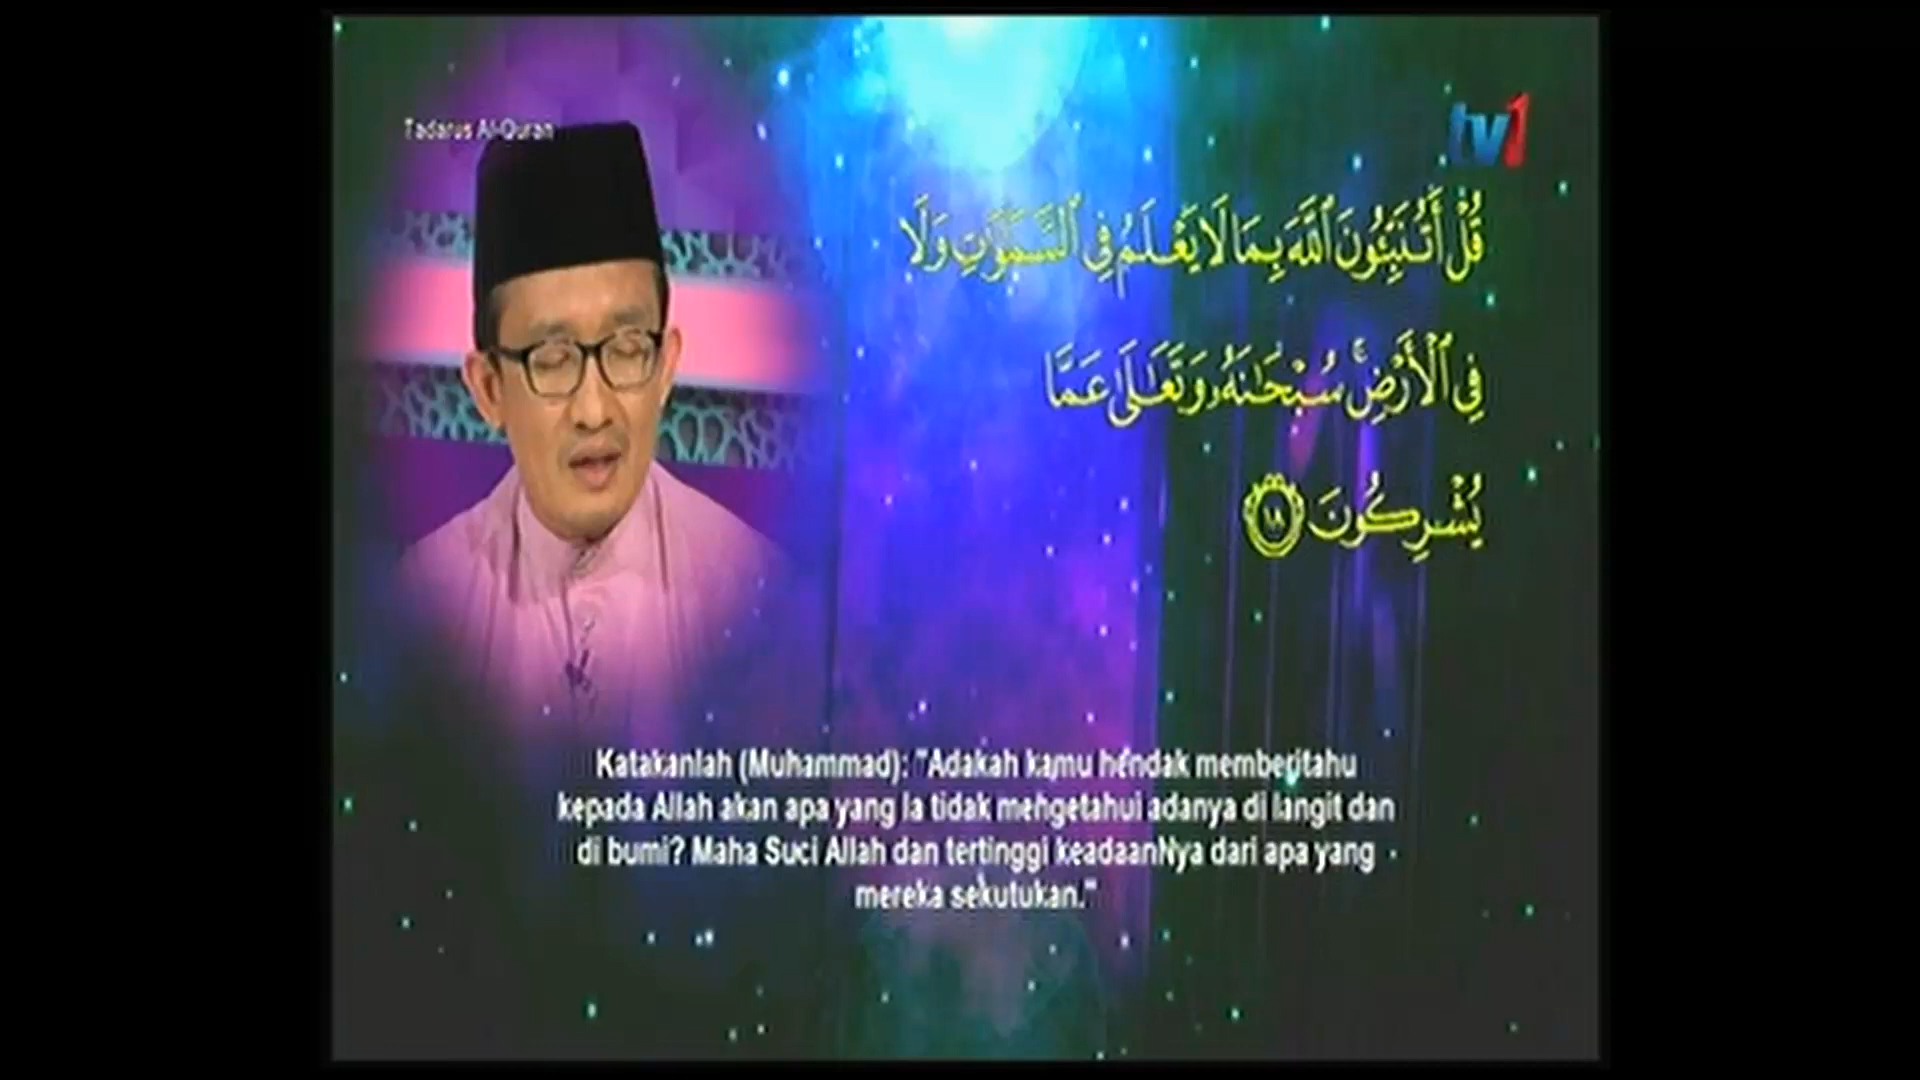 Tadarus Al-Quran
tv1
قُلْ أَتُنَبِّـُٔونَ ٱللَّهَ بِمَا لَا يَعْلَمُ فِى ٱلسَّمَـٰوَٰتِ وَلَا
فِى ٱلْأَرْضِ ۚ سُبْحَـٰنَهُۥ وَتَعَـٰلَىٰ عَمَّا
يُشْرِكُونَ ١٨
Katakanlah (Muhammad): "Adakah kamu hendak memberitahu
kepada Allah akan apa yang Ia tidak mengetahui adanya di langit dan
di bumi? Maha Suci Allah dan tertinggi keadaanNya dari apa yang
mereka sekutukan."